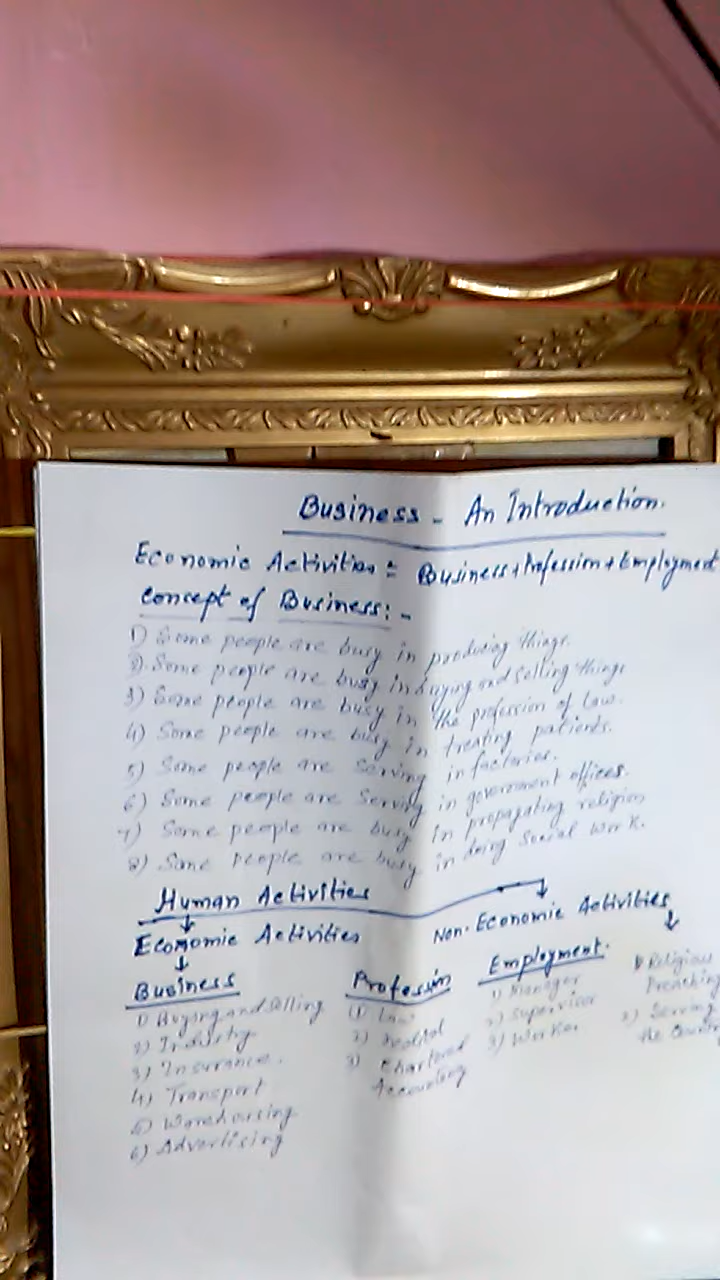 Business - An Introduction.
Economic Activities = Business + Profession + Employment
Concept of Business:-
1) Some people are busy in producing things.
2) Some people are busy in buying and selling things
3) Some people are busy in the profession of law.
4) Some people are busy in treating patients.
5) Some people are serving in factories.
6) Some people are serving in government offices.
7) Some people are busy in propagating religion
8) Some people are busy in doing social work.
Human Activities
Economic Activities Non-Economic Activities
Business Profession Employment.
1) Buying and Selling 1) Law 1) Manager 1) Religious Preaching
2) Industry 2) Medical 2) Supervisor 2) Serving the
3) Insurance. 3) Chartered Accounting 3) Worker
4) Transport
5) Warehousing
6) Advertising